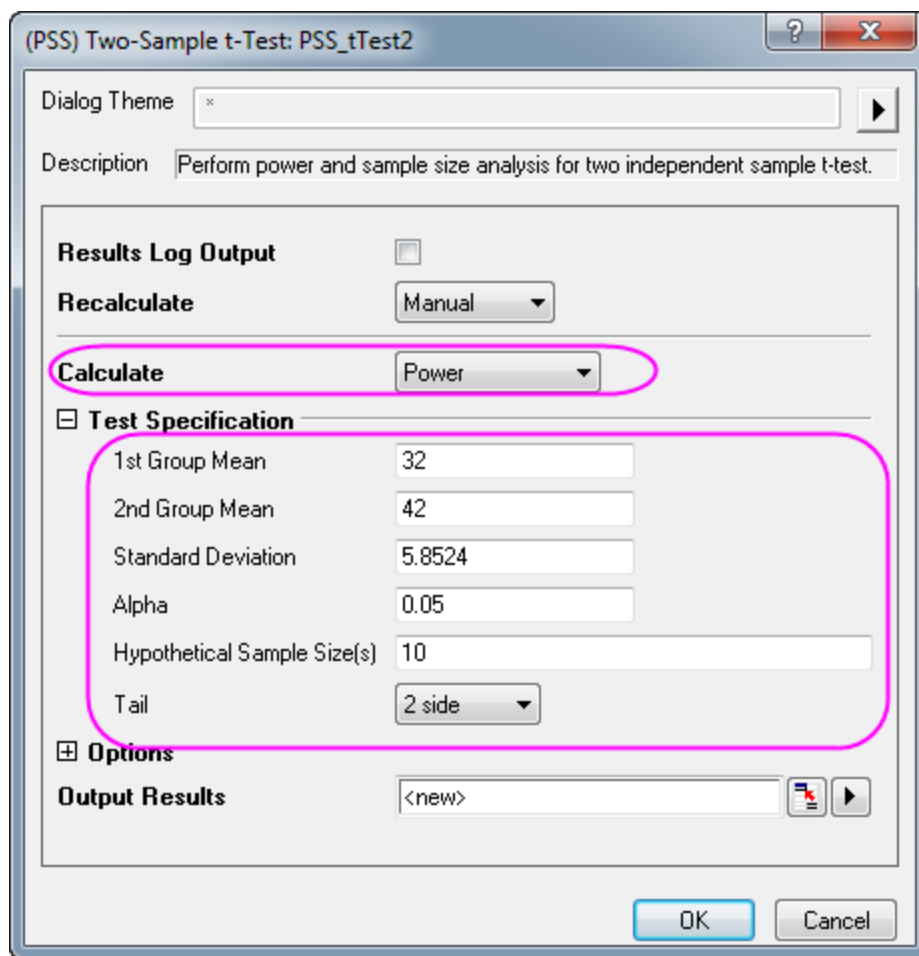 (PSS) Two-Sample t-Test: PSS_tTest2
Dialog Theme *
Description Perform power and sample size analysis for two independent sample t-test.
Results Log Output
Recalculate Manual
Calculate Power
Test Specification
1st Group Mean 32
2nd Group Mean 42
Standard Deviation 5.8524
Alpha 0.05
Hypothetical Sample Size(s) 10
Tail 2 side
Options
Output Results <new>
OK Cancel